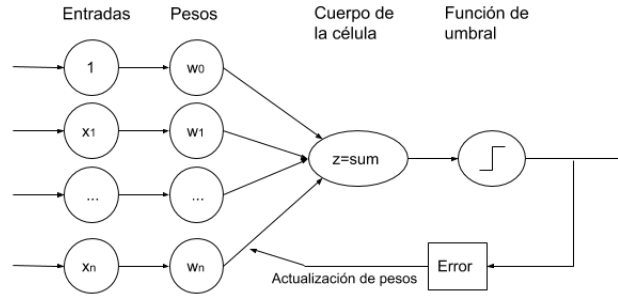 Entradas
Pesos
Cuerpo de
la célula
Función de
umbral
1
w0
x1
w1
z=sum
...
...
xn
wn
Actualización de pesos
Error